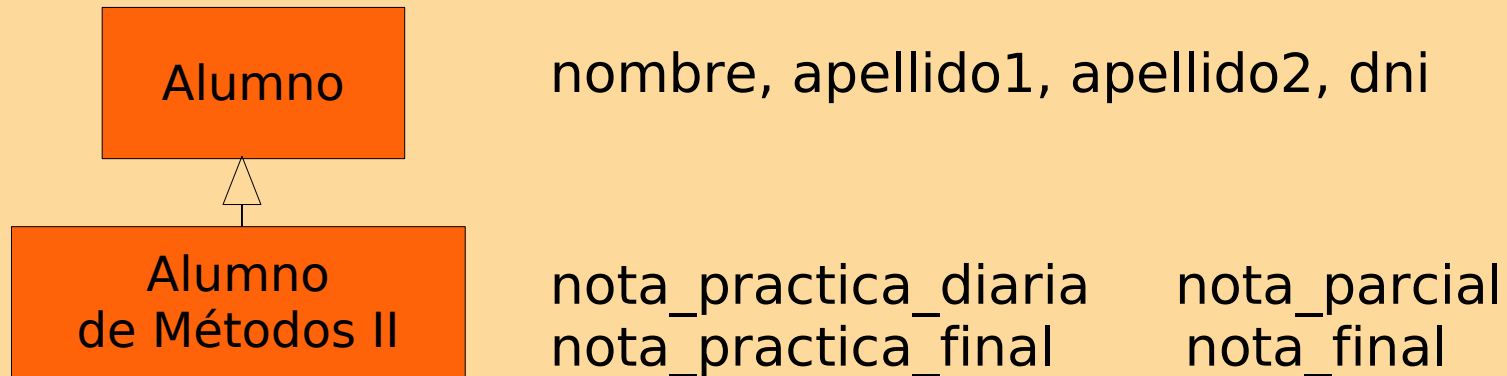 Alumno
nombre, apellido1, apellido2, dni
Alumno
de Métodos II
nota_practica_diaria nota_parcial
nota_practica_final nota_final